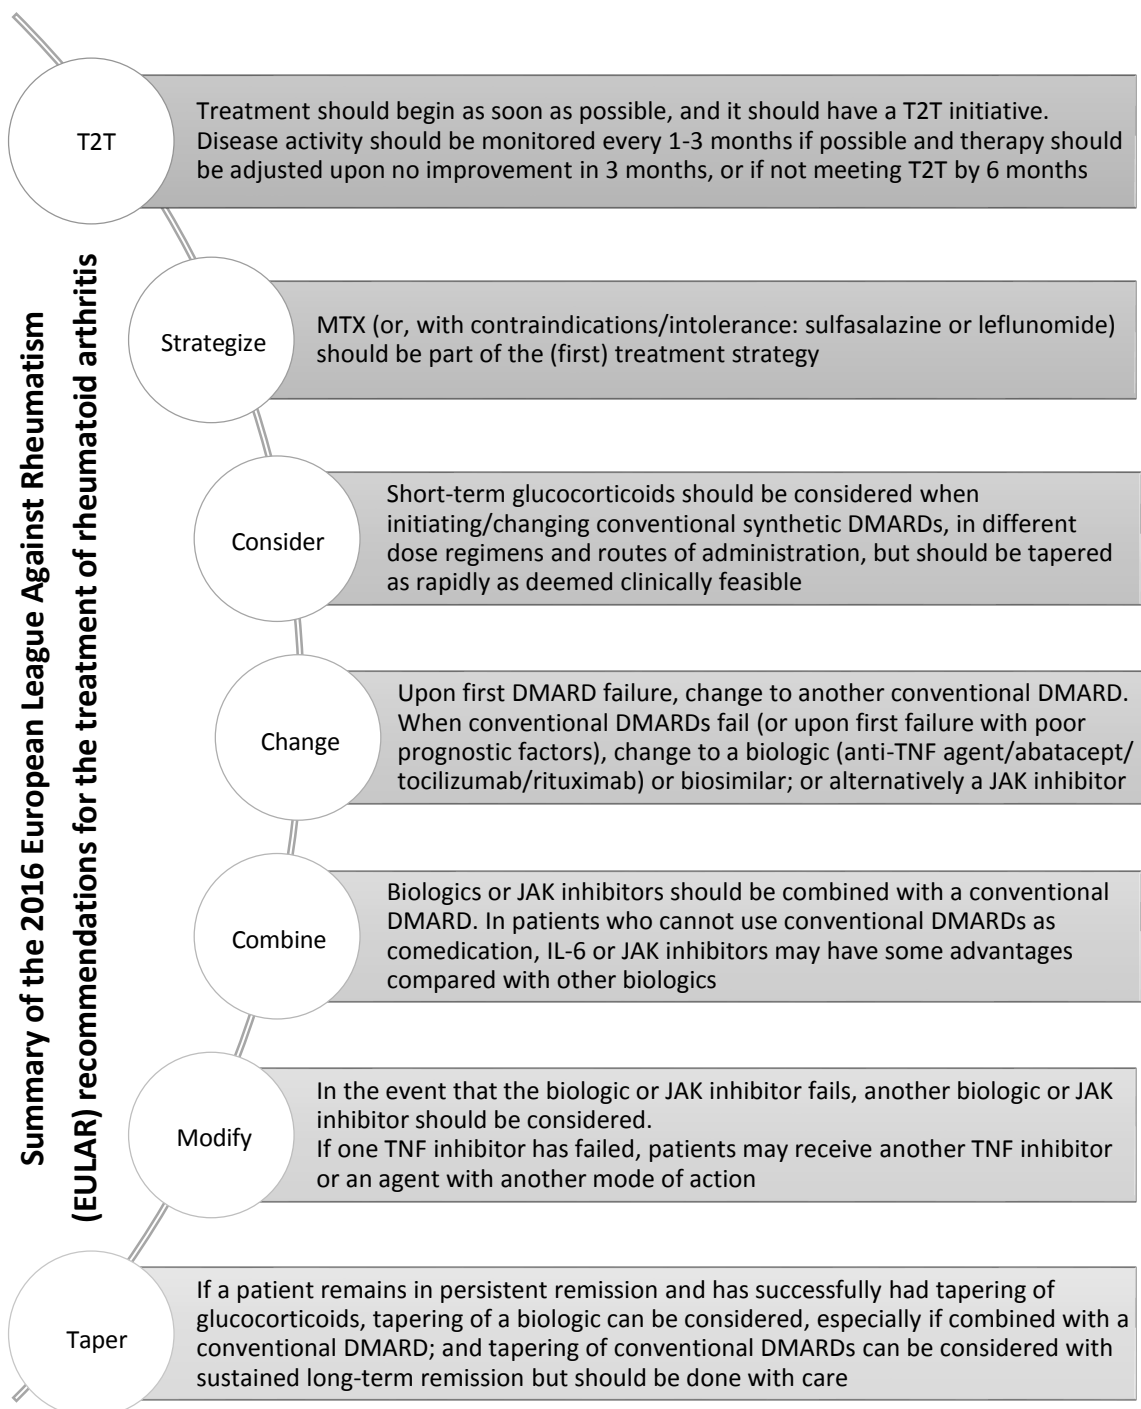 Summary of the 2016 European League Against Rheumatism
(EULAR) recommendations for the treatment of rheumatoid arthritis
T2T
Treatment should begin as soon as possible, and it should have a T2T initiative.
Disease activity should be monitored every 1-3 months if possible and therapy should
be adjusted upon no improvement in 3 months, or if not meeting T2T by 6 months
Strategize
MTX (or, with contraindications/intolerance: sulfasalazine or leflunomide)
should be part of the (first) treatment strategy
Consider
Short-term glucocorticoids should be considered when
initiating/changing conventional synthetic DMARDs, in different
dose regimens and routes of administration, but should be tapered
as rapidly as deemed clinically feasible
Change
Upon first DMARD failure, change to another conventional DMARD.
When conventional DMARDs fail (or upon first failure with poor
prognostic factors), change to a biologic (anti-TNF agent/abatacept/
tocilizumab/rituximab) or biosimilar; or alternatively a JAK inhibitor
Combine
Biologics or JAK inhibitors should be combined with a conventional
DMARD. In patients who cannot use conventional DMARDs as
comedication, IL-6 or JAK inhibitors may have some advantages
compared with other biologics
Modify
In the event that the biologic or JAK inhibitor fails, another biologic or JAK
inhibitor should be considered.
If one TNF inhibitor has failed, patients may receive another TNF inhibitor
or an agent with another mode of action
Taper
If a patient remains in persistent remission and has successfully had tapering of
glucocorticoids, tapering of a biologic can be considered, especially if combined with a
conventional DMARD; and tapering of conventional DMARDs can be considered with
sustained long-term remission but should be done with care